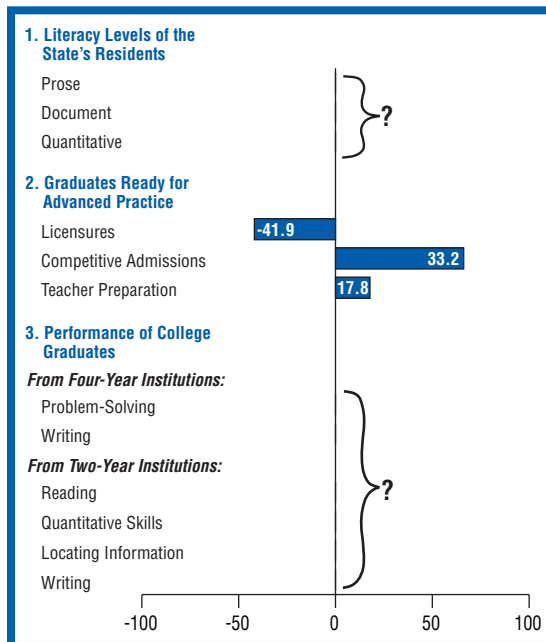 1. Literacy Levels of the
State’s Residents
Prose
Document
Quantitative
?
2. Graduates Ready for
Advanced Practice
Licensures
-41.9
Competitive Admissions
33.2
Teacher Preparation
17.8
3. Performance of College
Graduates
From Four-Year Institutions:
Problem-Solving
Writing
From Two-Year Institutions:
Reading
?
Quantitative Skills
Locating Information
Writing
-100 -50 0 50 100